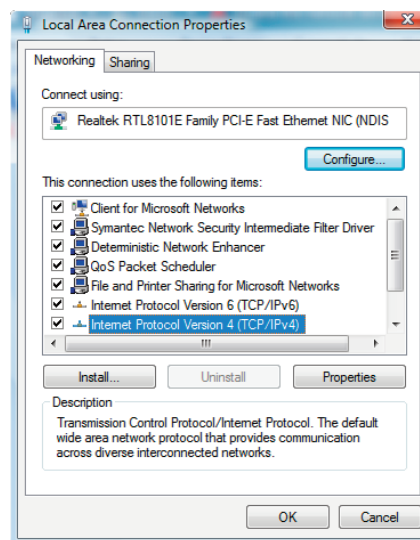 Local Area Connection Properties
Networking
Sharing
Connect using:
Realtek RTL8101E Family PCI-E Fast Ethernet NIC (NDIS
Configure...
This connection uses the following items:
Client for Microsoft Networks
Symantec Network Security Intermediate Filter Driver
Deterministic Network Enhancer
QoS Packet Scheduler
File and Printer Sharing for Microsoft Networks
Internet Protocol Version 6 (TCP/IPv6)
Internet Protocol Version 4 (TCP/IPv4)
Install...
Uninstall
Properties
Description
Transmission Control Protocol/Internet Protocol. The default
wide area network protocol that provides communication
across diverse interconnected networks.
OK
Cancel